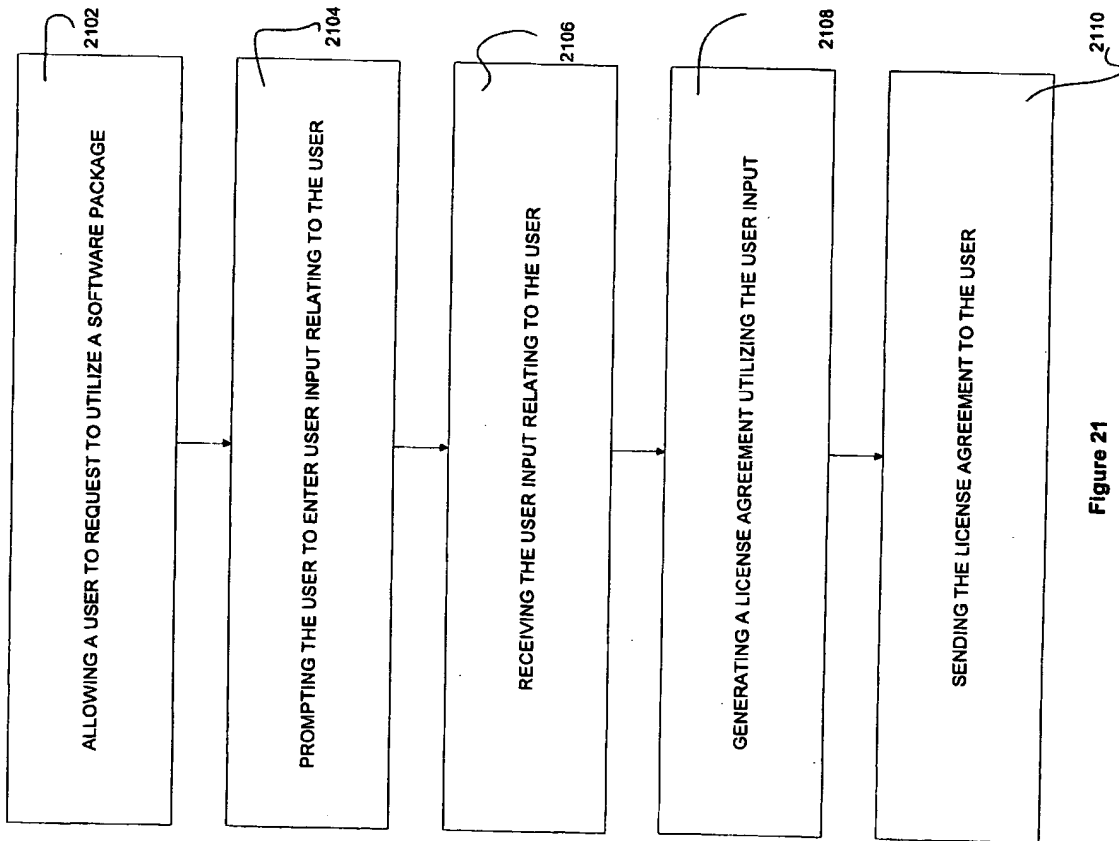 2102
ALLOWING A USER TO REQUEST TO UTILIZE A SOFTWARE PACKAGE
2104
PROMPTING THE USER TO ENTER USER INPUT RELATING TO THE USER
2106
RECEIVING THE USER INPUT RELATING TO THE USER
2108
GENERATING A LICENSE AGREEMENT UTILIZING THE USER INPUT
2110
SENDING THE LICENSE AGREEMENT TO THE USER
Figure 21